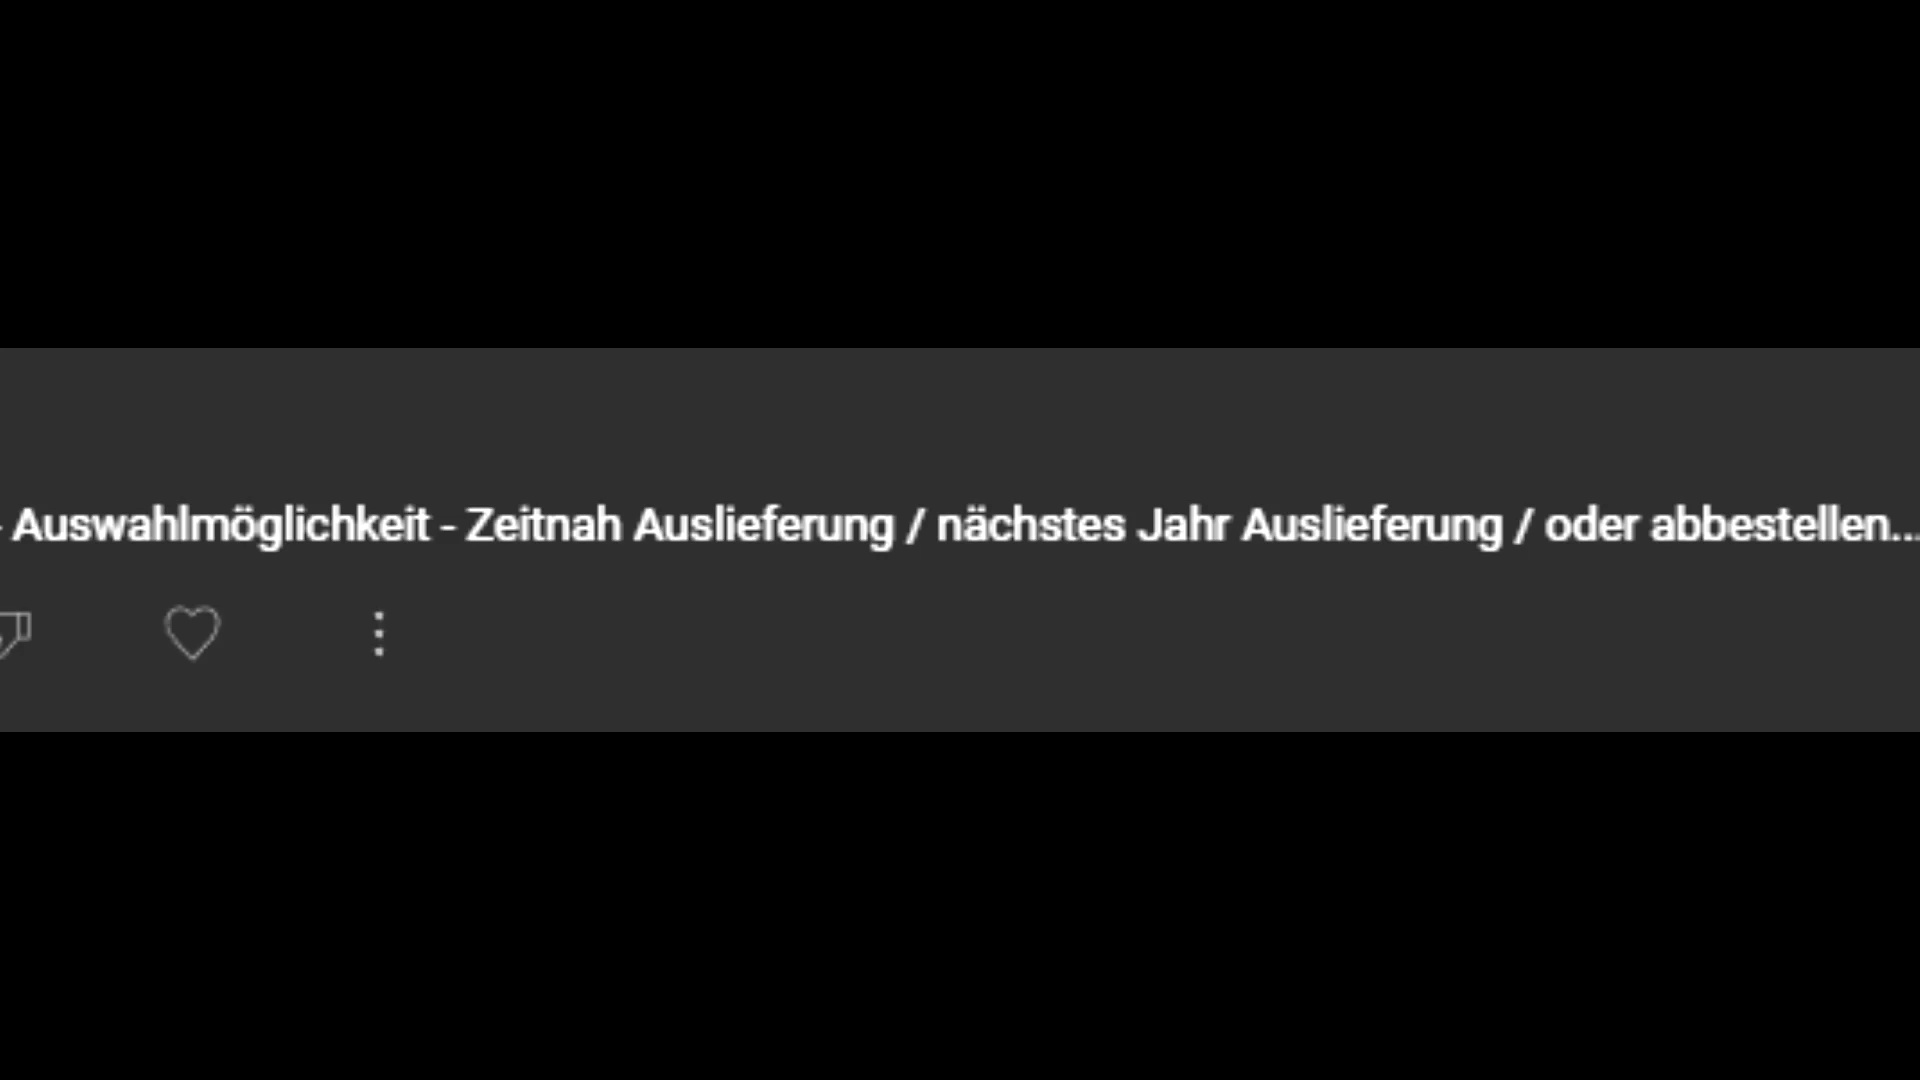 - Auswahlmöglichkeit - Zeitnah Auslieferung / nächstes Jahr Auslieferung / oder abbestellen...